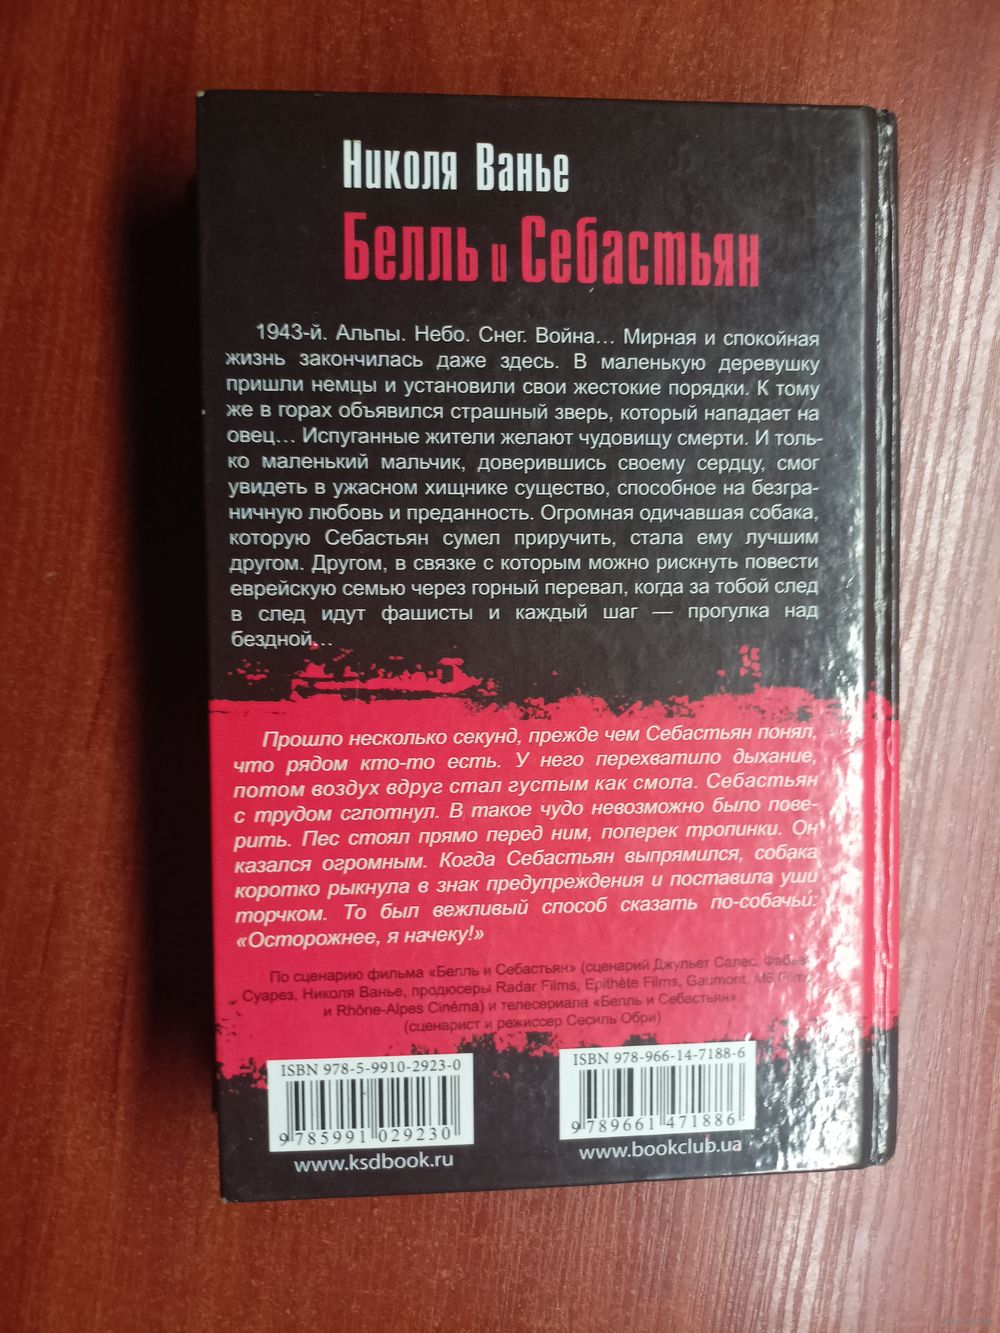 Николя Ванье
Белль и Себастьян
1943-й. Альпы. Небо. Снег. Война... Мирная и спокойная
жизнь закончилась даже здесь. В маленькую деревушку
пришли немцы и установили свои жестокие порядки. К тому
же в горах объявился страшный зверь, который нападает на
овец... Испуганные жители желают чудовищу смерти. И толь-
ко маленький мальчик, доверившись своему сердцу, смог
увидеть в ужасном хищнике существо, способное на безгра-
ничную любовь и преданность. Огромная одичавшая собака,
которую Себастьян сумел приручить, стала ему лучшим
другом. Другом, в связке с которым можно рискнуть повести
еврейскую семью через горный перевал, когда за тобой след
в след идут фашисты и каждый шаг — прогулка над
бездной...
Прошло несколько секунд, прежде чем Себастьян понял,
что рядом кто-то есть. У него перехватило дыхание,
потом воздух вдруг стал густым как смола. Себастьян
с трудом сглотнул. В такое чудо невозможно было пове-
рить. Пес стоял прямо перед ним, поперек тропинки. Он
казался огромным. Когда Себастьян выпрямился, собака
коротко рыкнула в знак предупреждения и поставила уши
торчком. То был вежливый способ сказать по-собачьи:
«Осторожнее, я начеку!»
По сценарию фильма «Белль и Себастьян» (сценарий Джульет Салес,
Суарез, Николя Ванье, продюсеры Radar Films, Epithète Films, Gaumont, M6 Films
и Rhône-Alpes Cinéma) и телесериала «Белль и Себастьян»
(сценарист и режиссер Сесиль Обри)
ISBN 978-5-9910-2923-0
9 785991 029230
www.ksdbook.ru
ISBN 978-966-14-7188-6
9 789661 471886
www.bookclub.ua